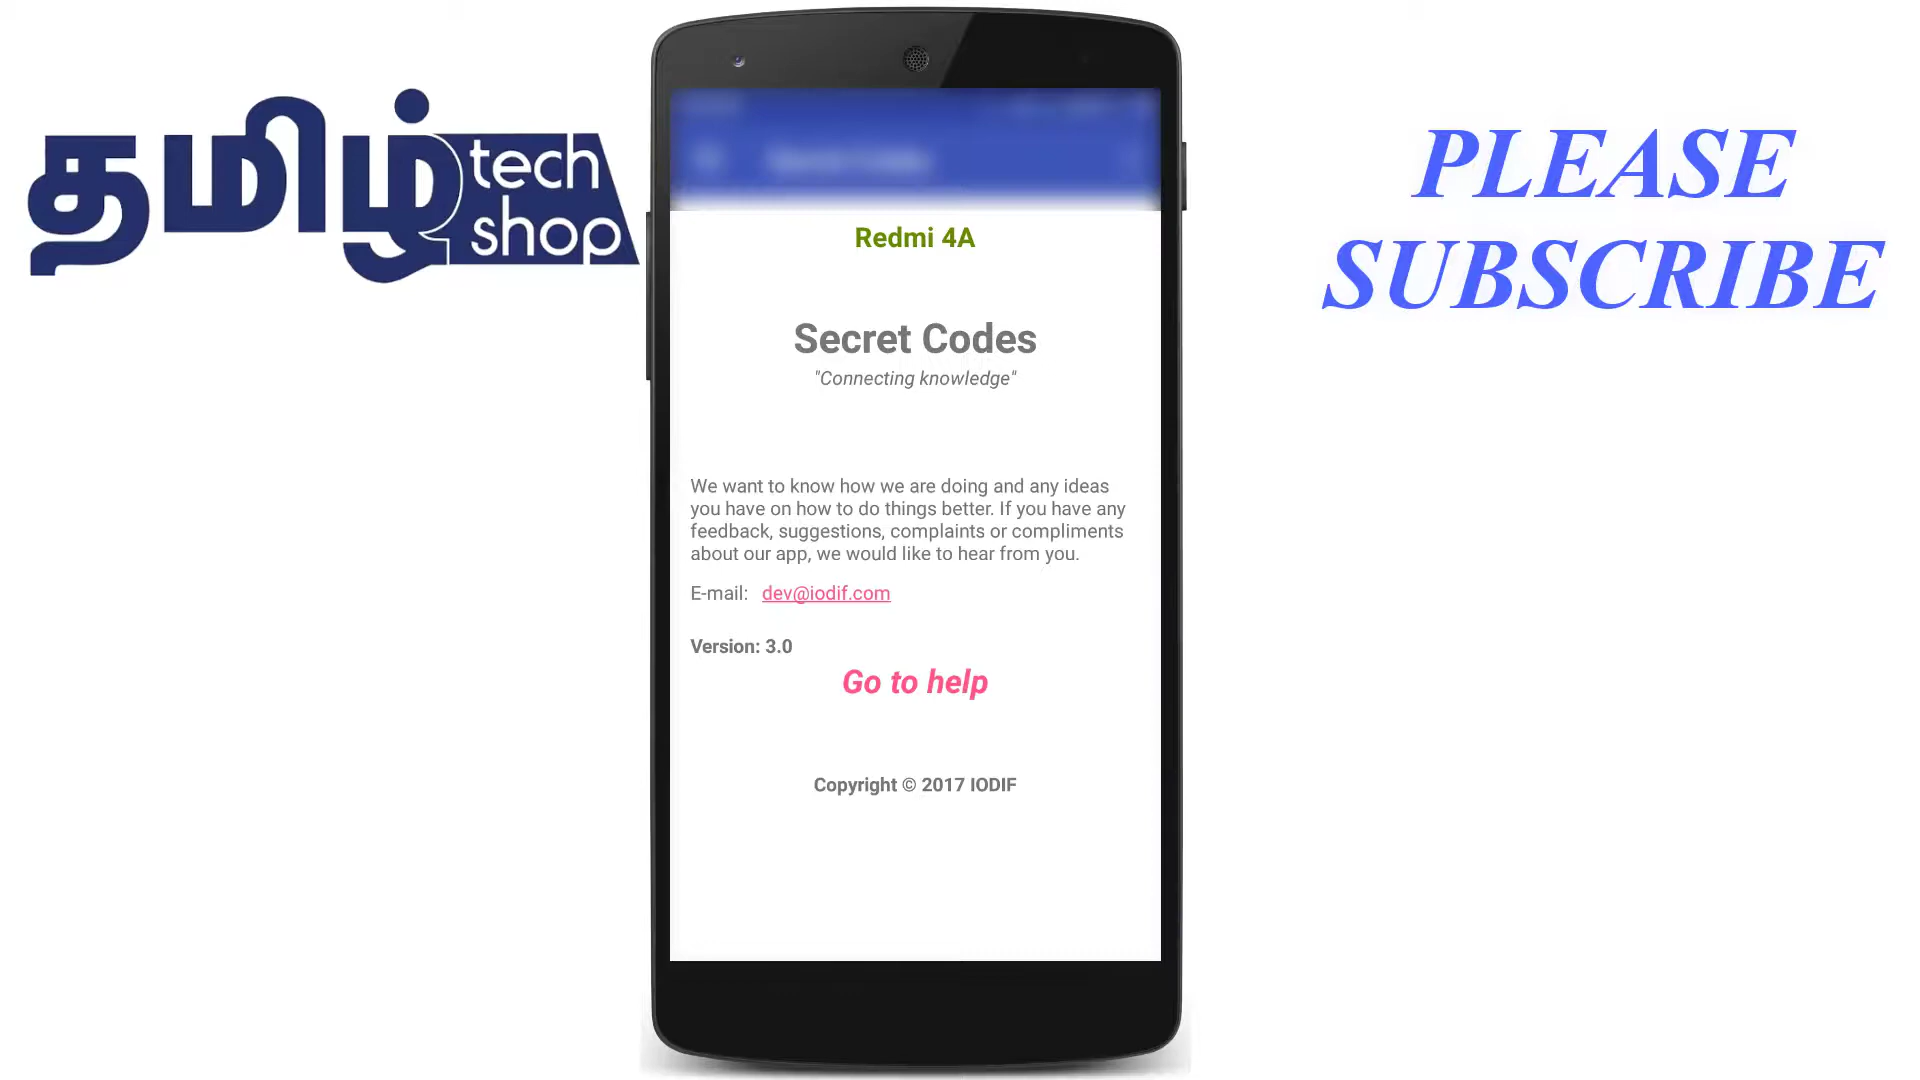 தமிழ்
tech
shop
PLEASE
SUBSCRIBE
Redmi 4A
Secret Codes
"Connecting knowledge"
We want to know how we are doing and any ideas
you have on how to do things better. If you have any
feedback, suggestions, complaints or compliments
about our app, we would like to hear from you.
E-mail: dev@iodif.com
Version: 3.0
Go to help
Copyright © 2017 IODIF